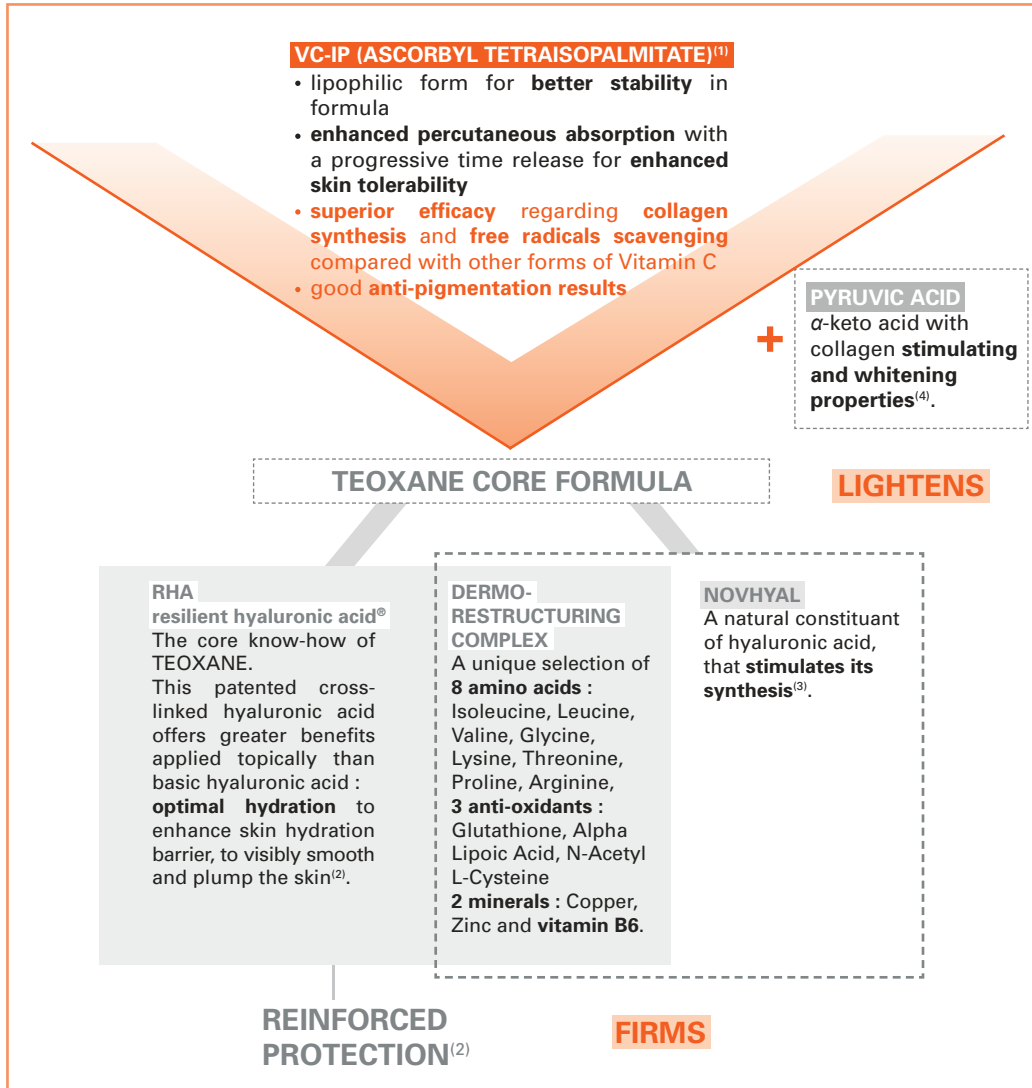 VC-IP (ASCORBYL TETRAISOPALMITATE)(1)
• lipophilic form for better stability in
formula
• enhanced percutaneous absorption with
a progressive time release for enhanced
skin tolerability
• superior efficacy regarding collagen
synthesis and free radicals scavenging
compared with other forms of Vitamin C
• good anti-pigmentation results
+
PYRUVIC ACID
α-keto acid with
collagen stimulating
and whitening
properties(4).
TEOXANE CORE FORMULA
LIGHTENS
RHA
resilient hyaluronic acid®
The core know-how of
TEOXANE.
This patented cross-
linked hyaluronic acid
offers greater benefits
applied topically than
basic hyaluronic acid :
optimal hydration to
enhance skin hydration
barrier, to visibly smooth
and plump the skin(2).
DERMO-
RESTRUCTURING
COMPLEX
A unique selection of
8 amino acids :
Isoleucine, Leucine,
Valine, Glycine,
Lysine, Threonine,
Proline, Arginine,
3 anti-oxidants :
Glutathione, Alpha
Lipoic Acid, N-Acetyl
L-Cysteine
2 minerals : Copper,
Zinc and vitamin B6.
NOVHYAL
A natural constituant
of hyaluronic acid,
that stimulates its
synthesis(3).
REINFORCED
PROTECTION(2)
FIRMS